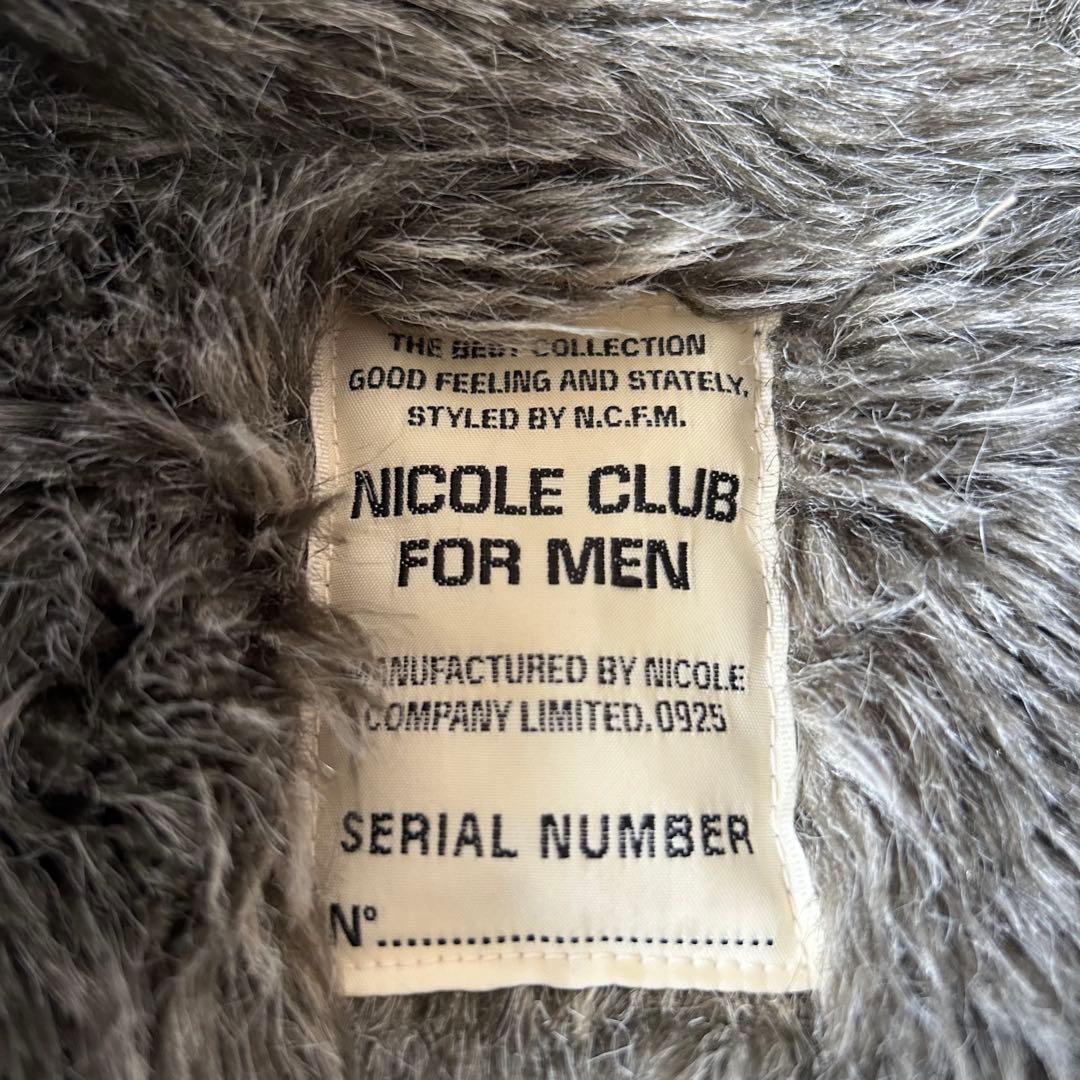 THE BEST COLLECTION
GOOD FEELING AND STATELY,
STYLED BY N.C.F.M.
NICOLE CLUB
FOR MEN
MANUFACTURED BY NICOLE
COMPANY LIMITED.0925
SERIAL NUMBER
N°...........................